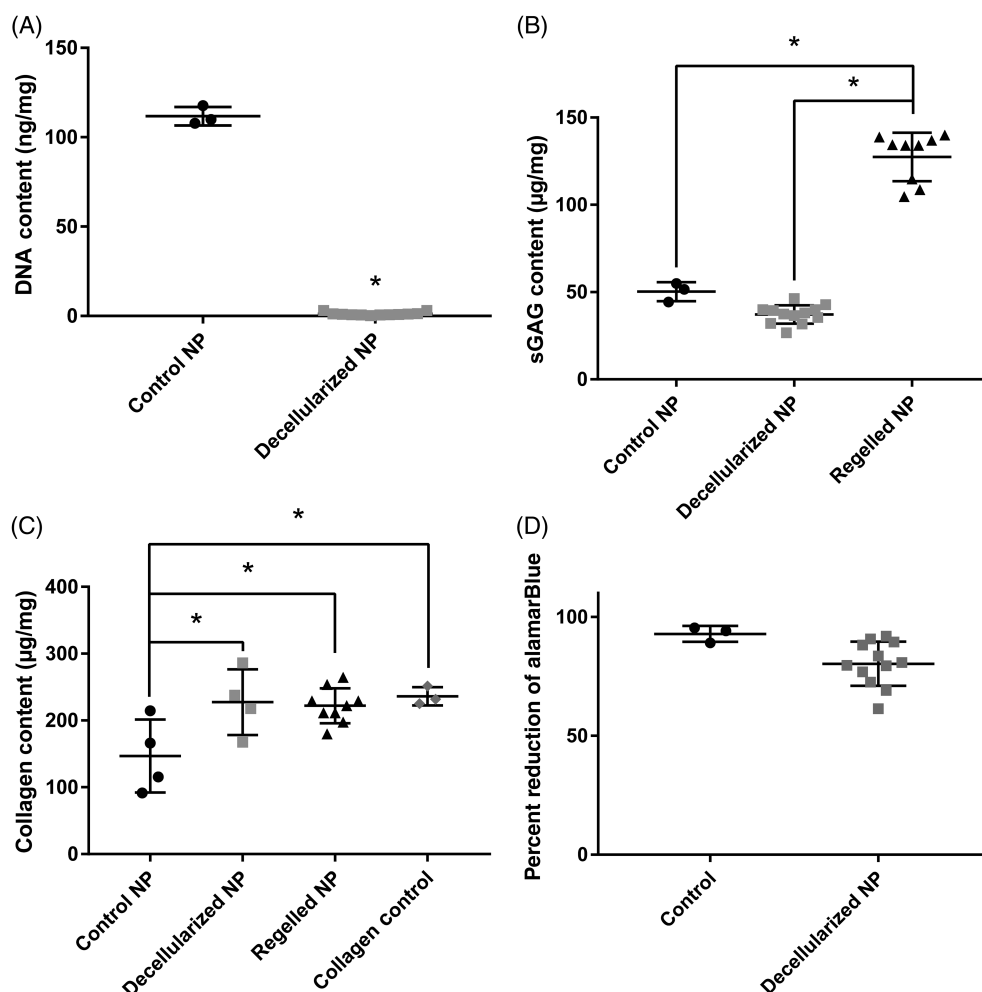 (A)
DNA content (ng/mg)
150
100
50
0
*
Control NP
Decellularized NP
(B)
sGAG content (µg/mg)
150
100
50
0
*
*
Control NP
Decellularized NP
Regelled NP
(C)
Collagen content (µg/mg)
400
300
200
100
0
*
*
*
Control NP
Decellularized NP
Regelled NP
Collagen control
(D)
Percent reduction of alamarBlue
100
50
0
Control
Decellularized NP